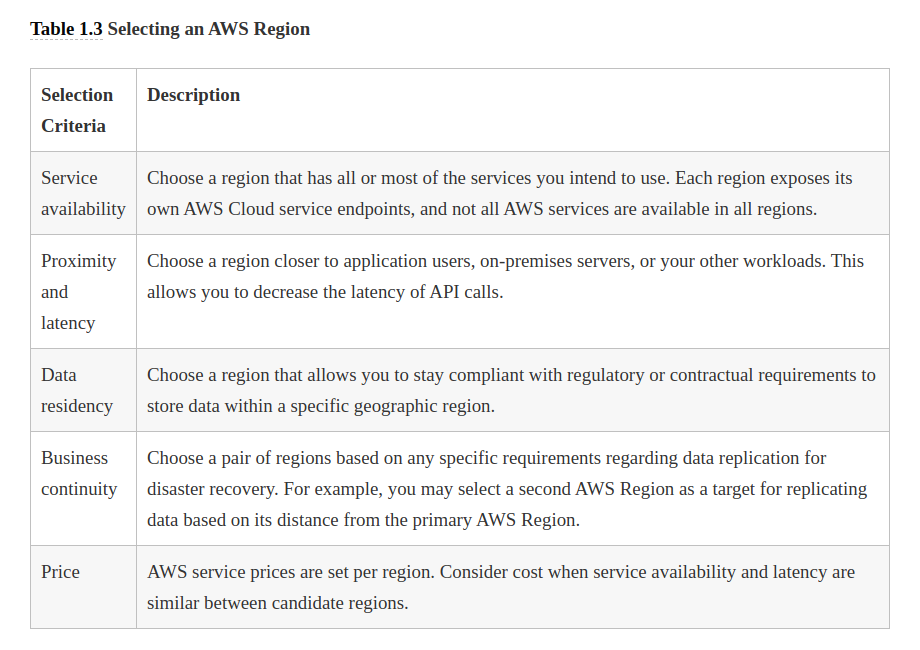 Table 1.3 Selecting an AWS Region
Selection
Criteria
Description
Service
availability
Choose a region that has all or most of the services you intend to use. Each region exposes its
own AWS Cloud service endpoints, and not all AWS services are available in all regions.
Proximity
and
latency
Choose a region closer to application users, on-premises servers, or your other workloads. This
allows you to decrease the latency of API calls.
Data
residency
Choose a region that allows you to stay compliant with regulatory or contractual requirements to
store data within a specific geographic region.
Business
continuity
Choose a pair of regions based on any specific requirements regarding data replication for
disaster recovery. For example, you may select a second AWS Region as a target for replicating
data based on its distance from the primary AWS Region.
Price
AWS service prices are set per region. Consider cost when service availability and latency are
similar between candidate regions.